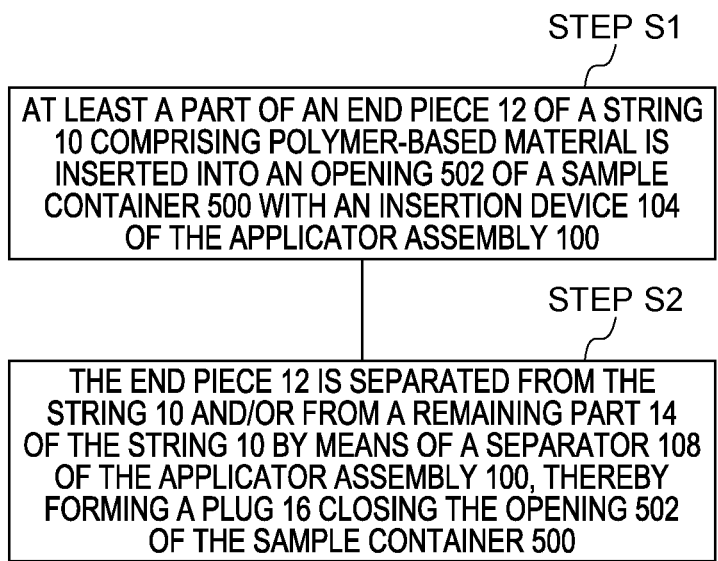 STEP S1
AT LEAST A PART OF AN END PIECE 12 OF A STRING
10 COMPRISING POLYMER-BASED MATERIAL IS
INSERTED INTO AN OPENING 502 OF A SAMPLE
CONTAINER 500 WITH AN INSERTION DEVICE 104
OF THE APPLICATOR ASSEMBLY 100
STEP S2
THE END PIECE 12 IS SEPARATED FROM THE
STRING 10 AND/OR FROM A REMAINING PART 14
OF THE STRING 10 BY MEANS OF A SEPARATOR 108
OF THE APPLICATOR ASSEMBLY 100, THEREBY
FORMING A PLUG 16 CLOSING THE OPENING 502
OF THE SAMPLE CONTAINER 500